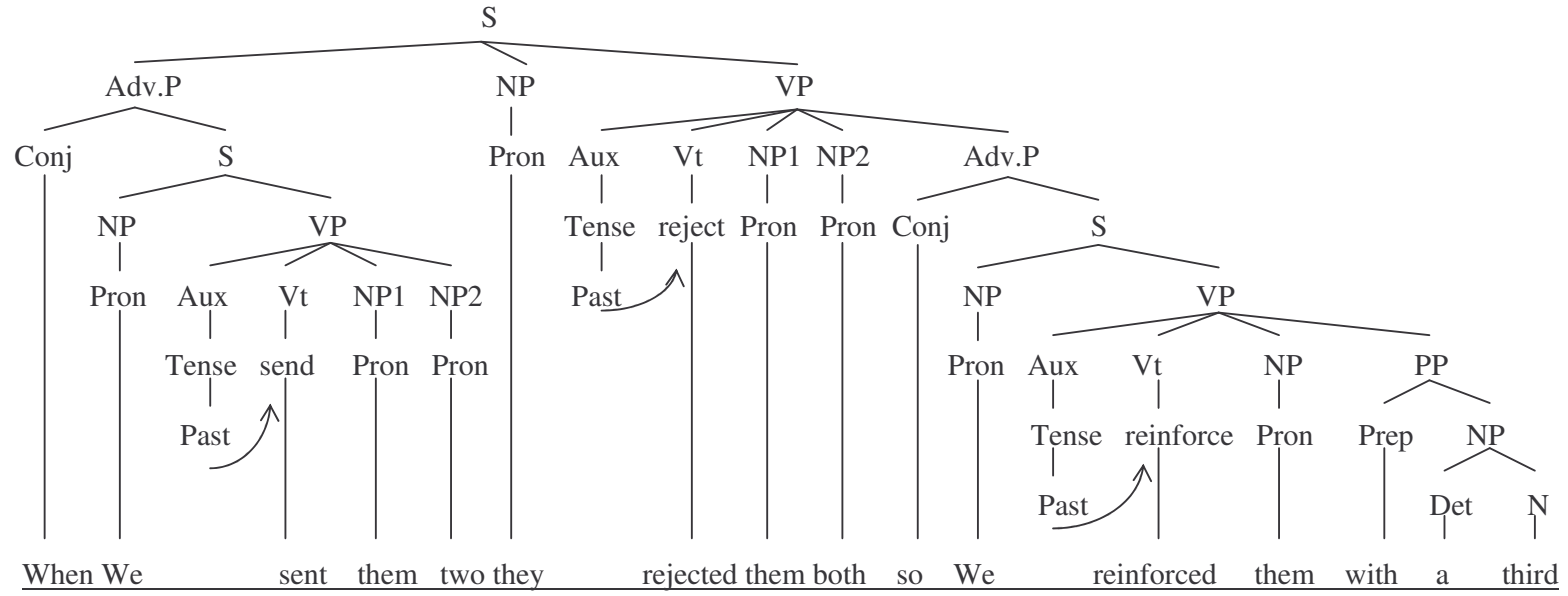 S
Adv.P NP VP
Conj S Pron Aux Vt NP1 NP2 Adv.P
NP VP Tense reject Pron Pron Conj S
Pron Aux Vt NP1 NP2 Past NP VP
Tense send Pron Pron Pron Aux Vt NP PP
Past Tense reinforce Pron Prep NP
Past Det N
When We sent them two they rejected them both so We reinforced them with a third